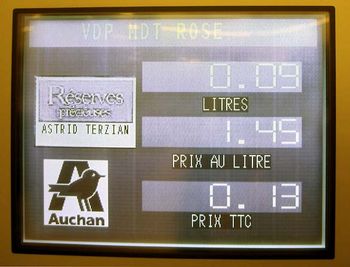 VDP MDT ROSE
0.09
LITRES
Réserves
précieuses
ASTRID TERZIAN
1.45
PRIX AU LITRE
0.13
PRIX TTC
Auchan